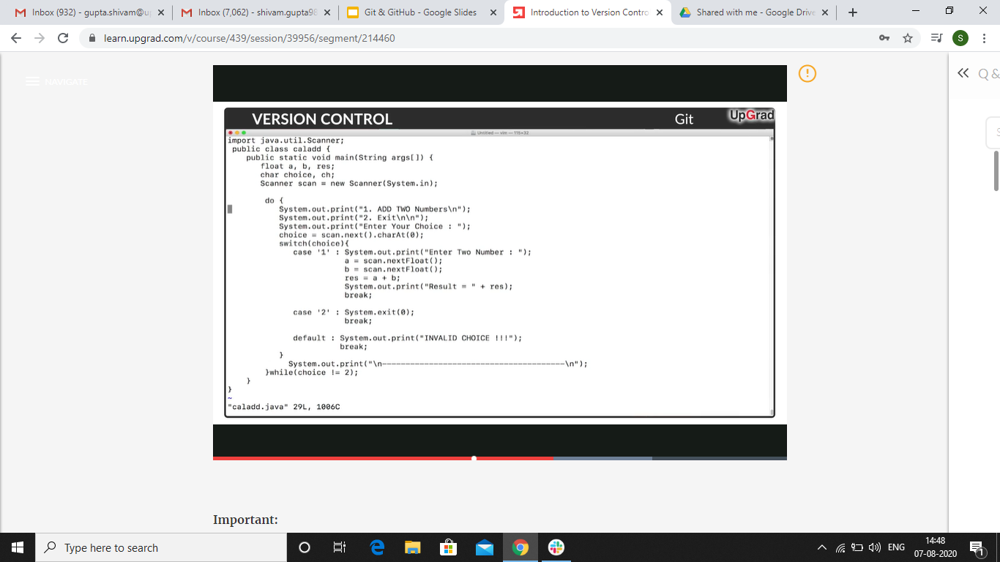 Inbox (932) - gupta.shivam@u
Inbox (7,062) - shivam.gupta98
Git & GitHub - Google Slides
Introduction to Version Contro
Shared with me - Google Drive
learn.upgrad.com/v/course/439/session/39956/segment/214460
S
NAVIGATE
Q &
VERSION CONTROL
Git
UpGrad
Untitled — vim — 115×32
import java.util.Scanner;
public class caladd {
public static void main(String args[]) {
float a, b, res;
char choice, ch;
Scanner scan = new Scanner(System.in);
do {
System.out.print("1. ADD TWO Numbers\n");
System.out.print("2. Exit\n\n");
System.out.print("Enter Your Choice : ");
choice = scan.next().charAt(0);
switch(choice){
case '1' : System.out.print("Enter Two Number : ");
a = scan.nextFloat();
b = scan.nextFloat();
res = a + b;
System.out.print("Result = " + res);
break;
case '2' : System.exit(0);
break;
default : System.out.print("INVALID CHOICE !!!");
break;
}
System.out.print("\n---------------------------------------\n");
}while(choice != 2);
}
}
~
"caladd.java" 29L, 1006C
Important:
Type here to search
ENG
14:48
07-08-2020
1